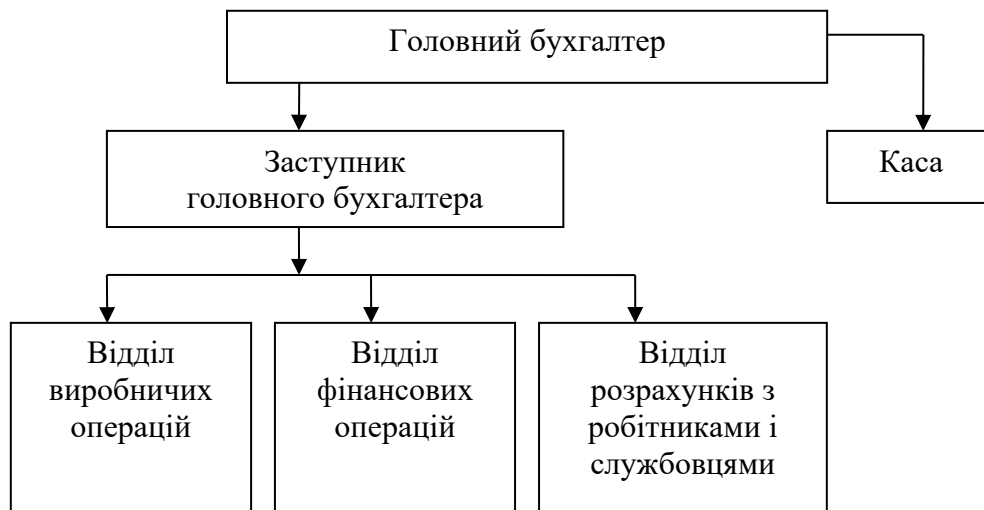 Головний бухгалтер
Заступник
головного бухгалтера
Каса
Відділ
виробничих
операцій
Відділ
фінансових
операцій
Відділ
розрахунків з
робітниками і
службовцями